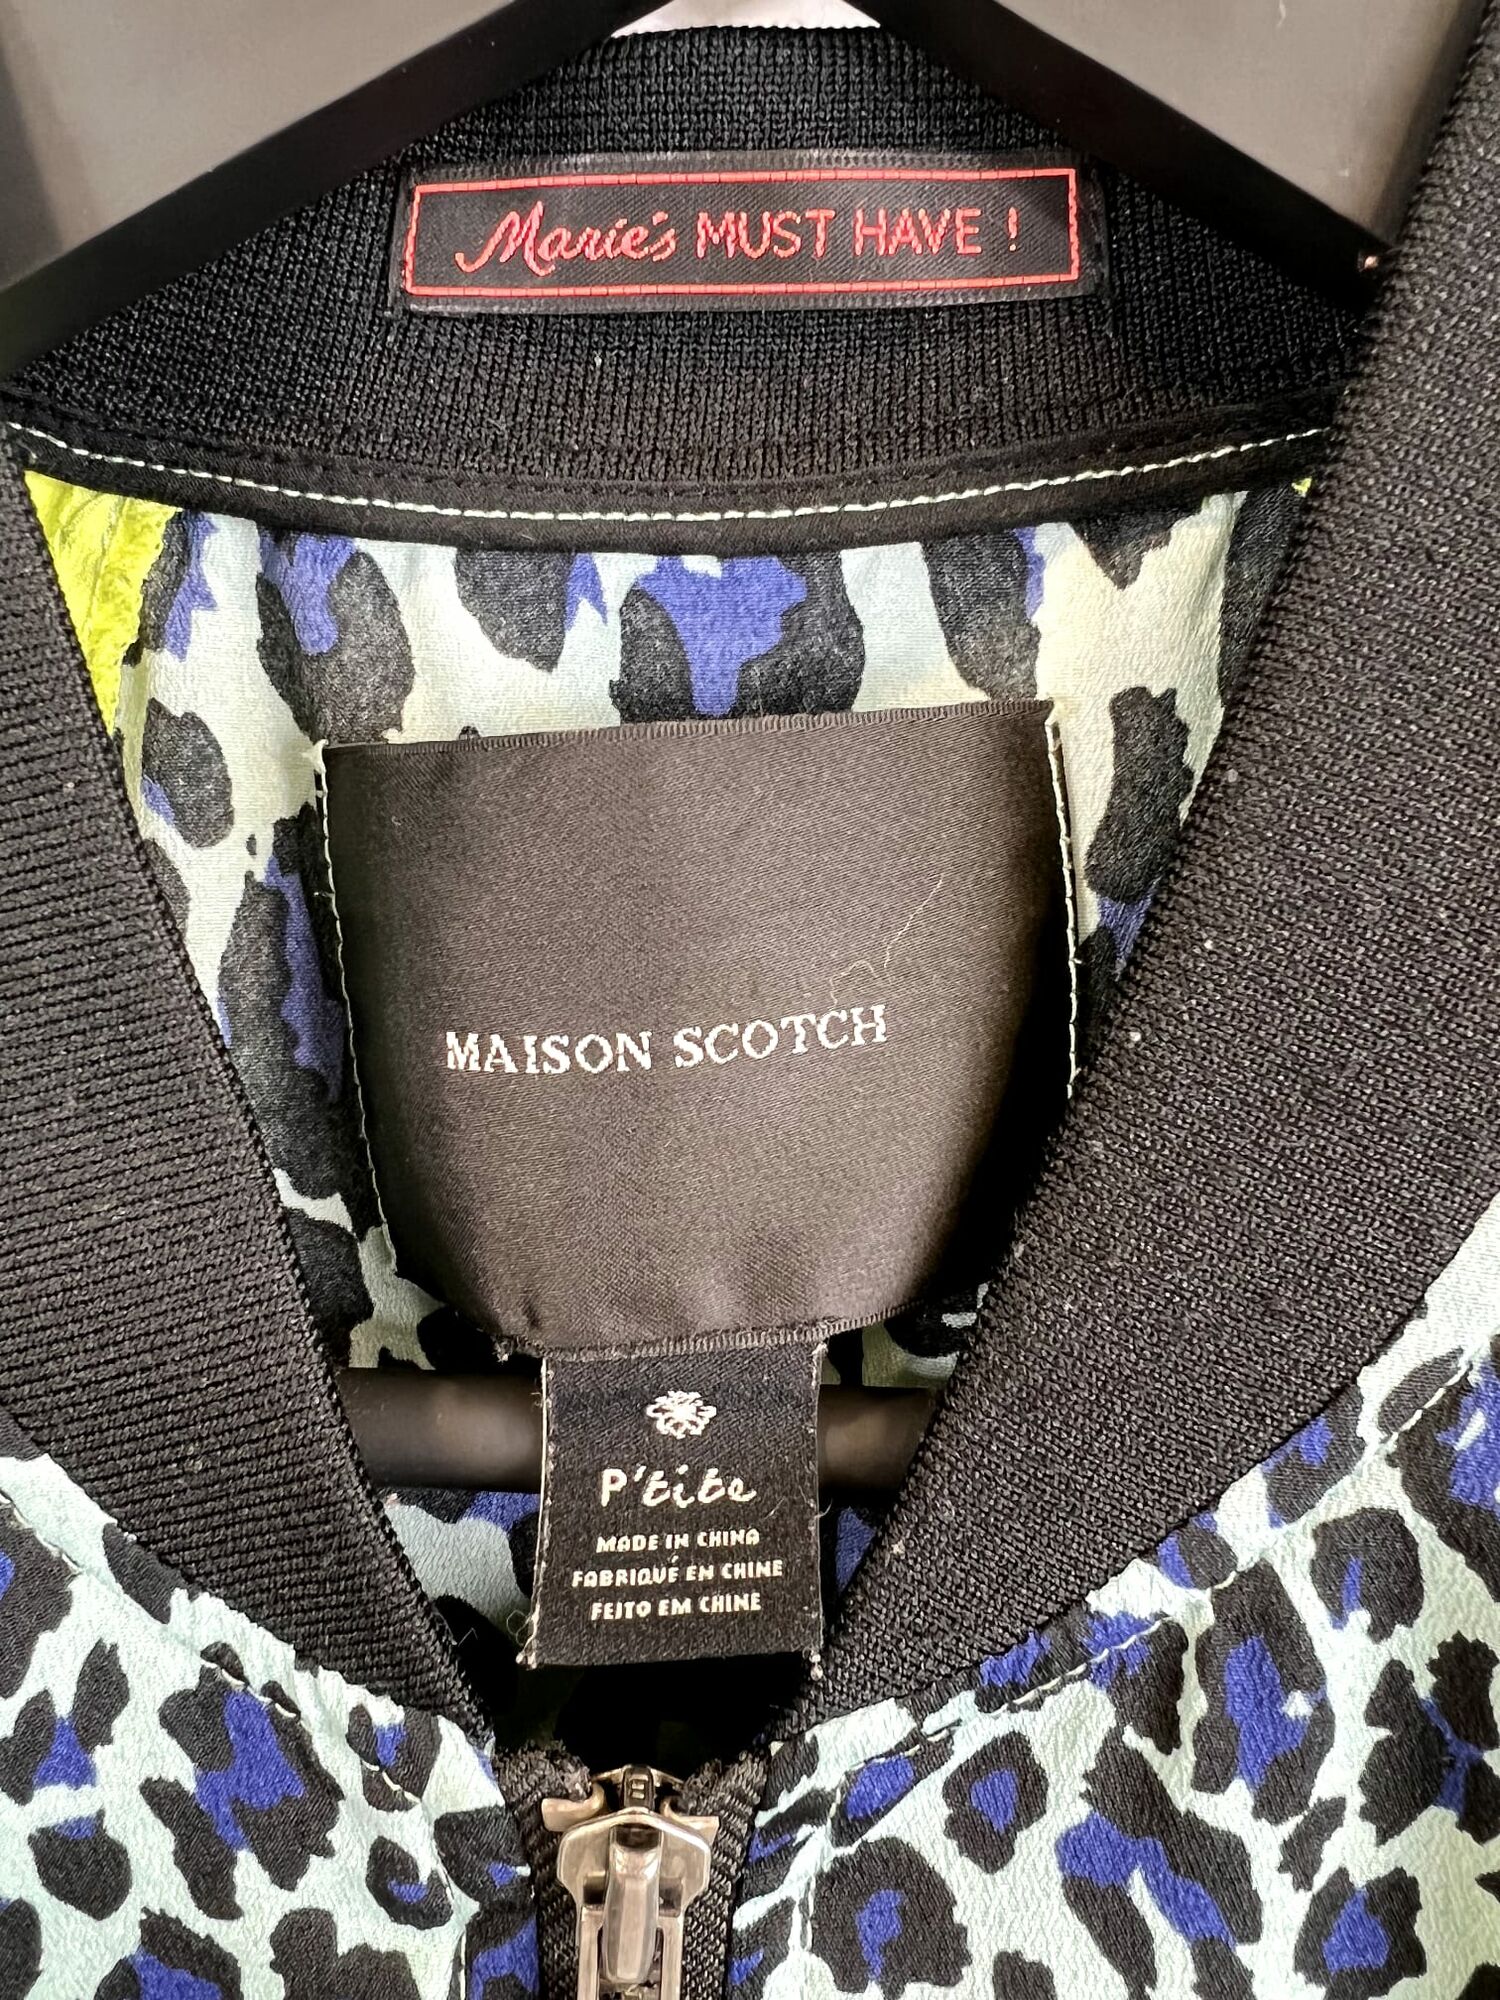 Marie's MUST HAVE !
MAISON SCOTCH
P'tite
MADE IN CHINA
FABRIQUÉ EN CHINE
FEITO EM CHINE